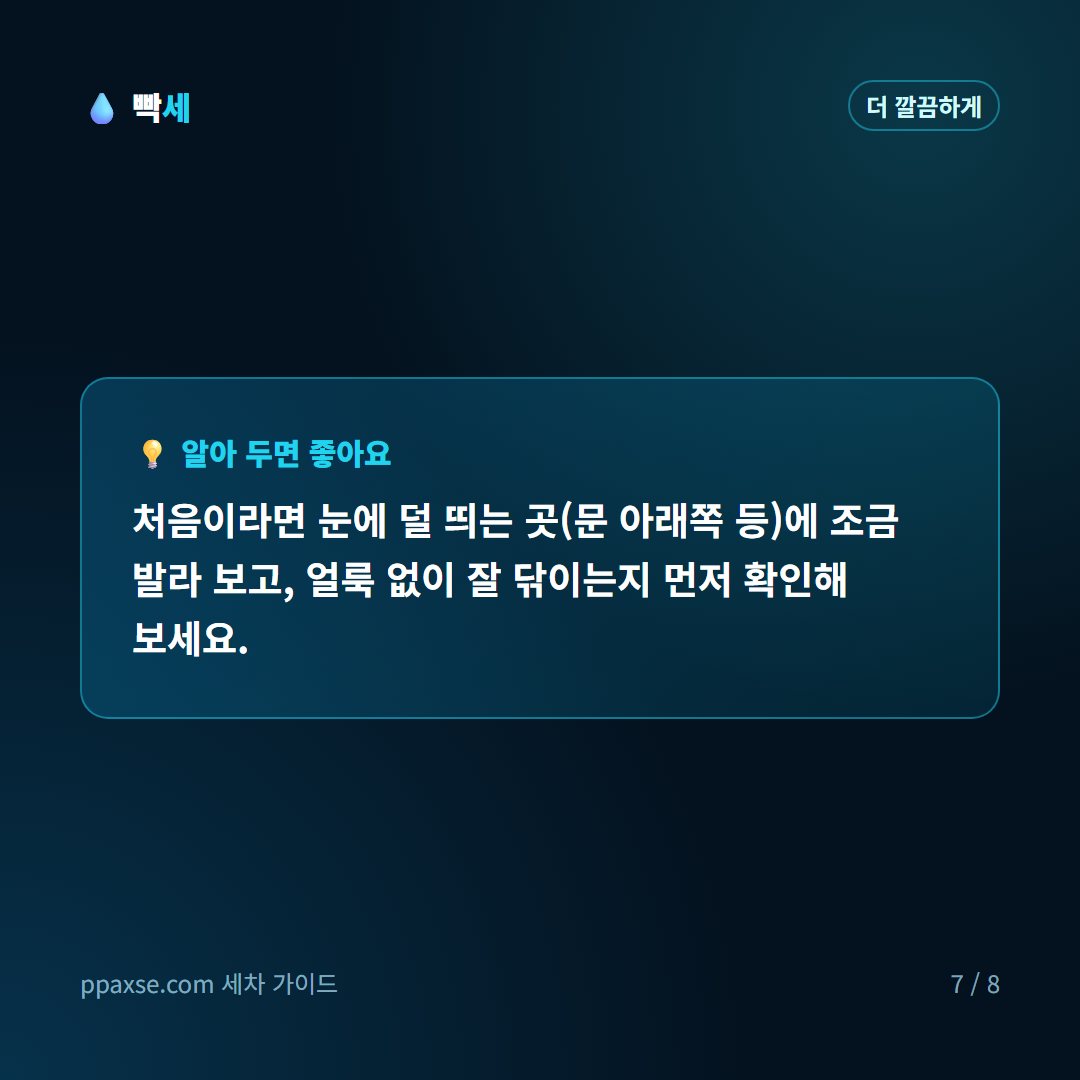 빡세
더 깔끔하게
알아 두면 좋아요
처음이라면 눈에 덜 띄는 곳(문 아래쪽 등)에 조금
발라 보고, 얼룩 없이 잘 닦이는지 먼저 확인해
보세요.
ppaxse.com 세차 가이드
7 / 8